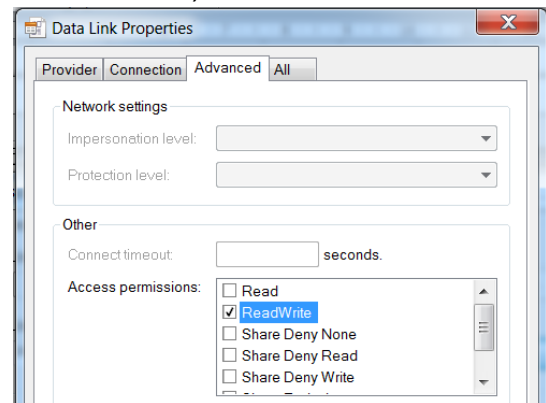 Data Link Properties
Provider Connection Advanced All
Network settings
Impersonation level:
Protection level:
Other
Connect timeout: seconds.
Access permissions: Read
ReadWrite
Share Deny None
Share Deny Read
Share Deny Write